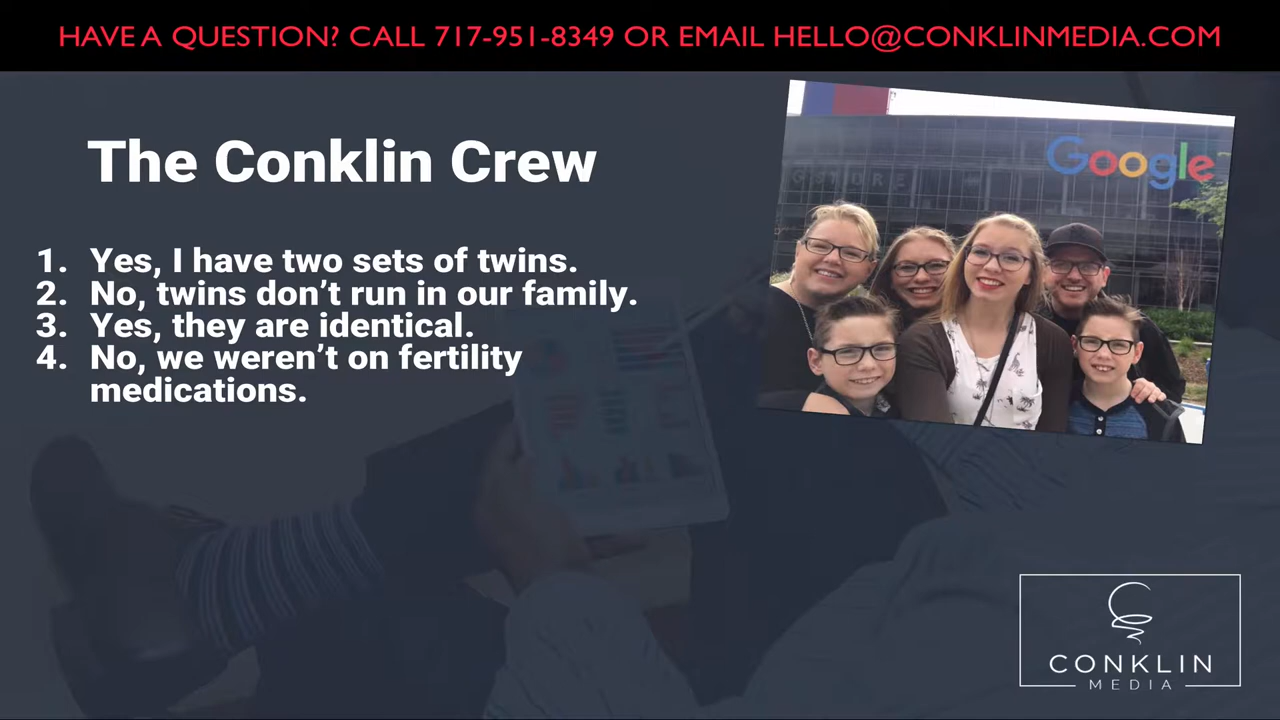 HAVE A QUESTION? CALL 717-951-8349 OR EMAIL HELLO@CONKLINMEDIA.COM
The Conklin Crew
1. Yes, I have two sets of twins.
2. No, twins don’t run in our family.
3. Yes, they are identical.
4. No, we weren’t on fertility
medications.
Google
G STORE
CONKLIN
MEDIA